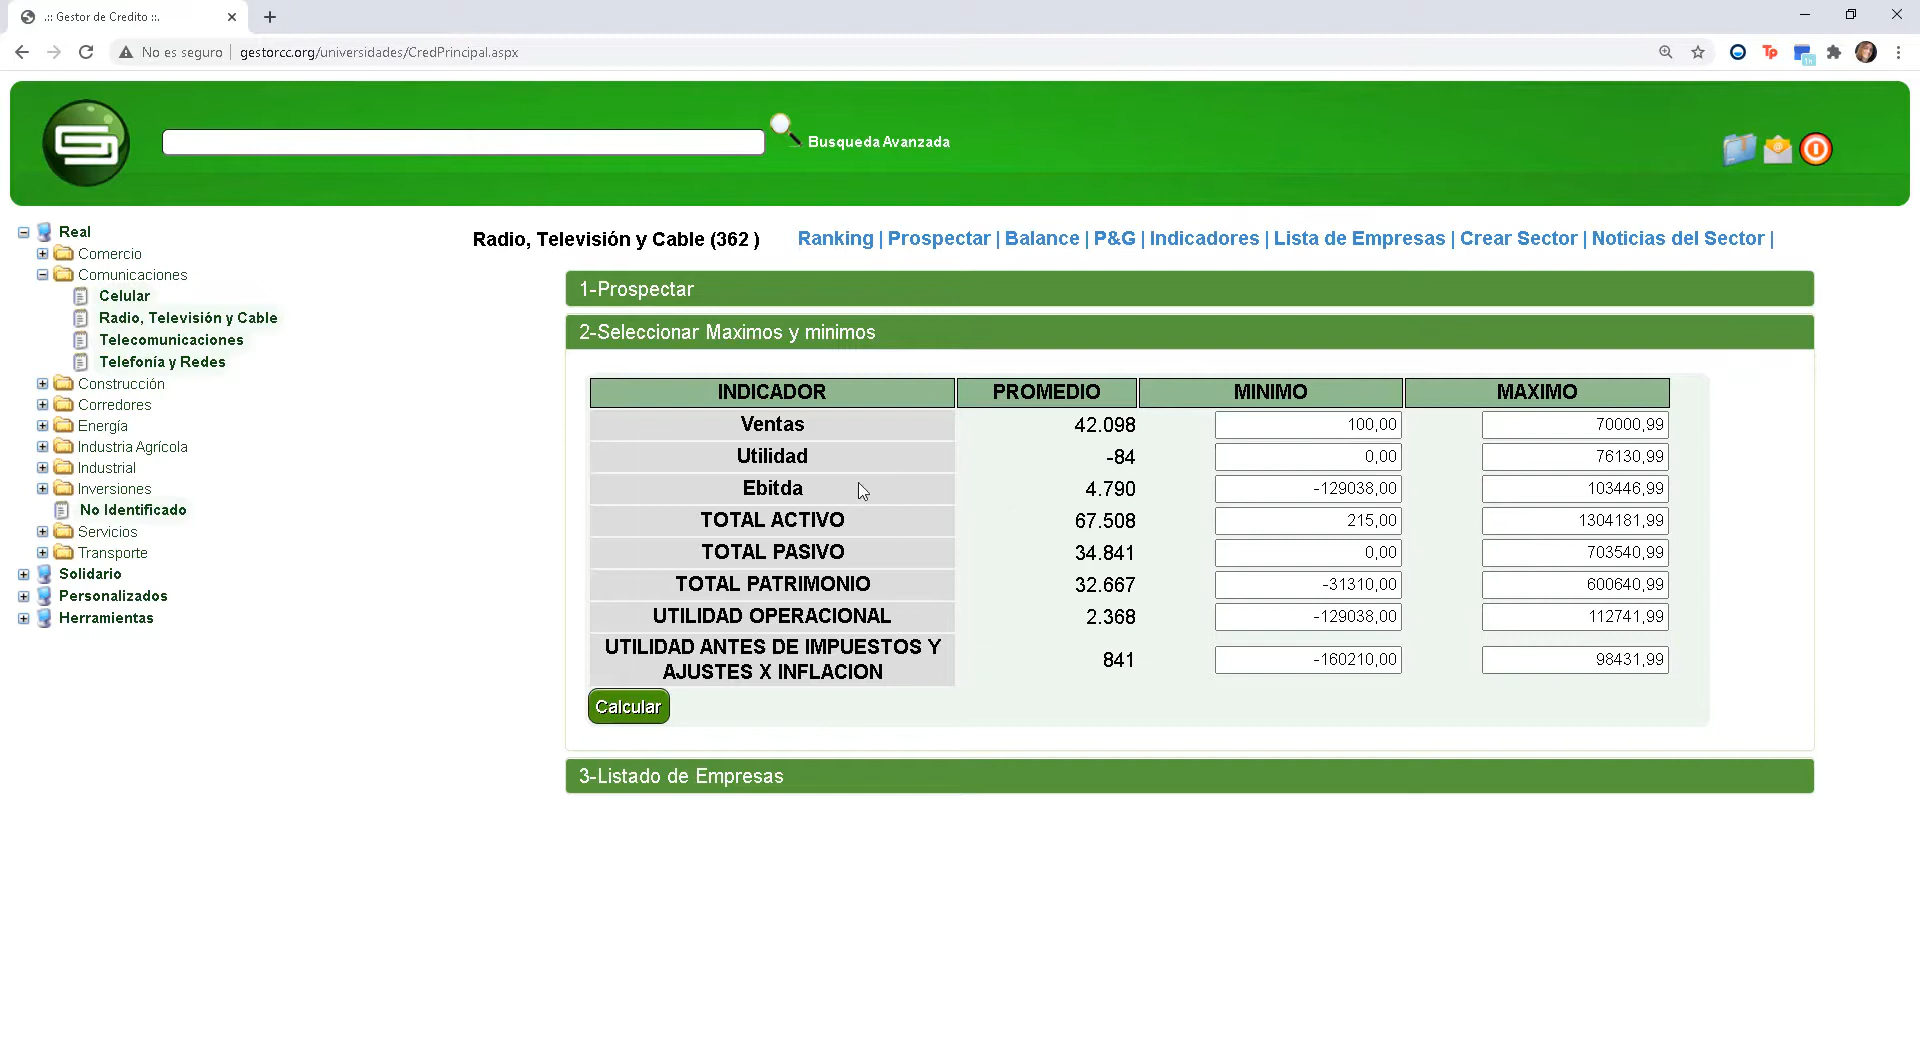 .:: Gestor de Credito ::.
No es seguro | gestorcc.org/universidades/CredPrincipal.aspx
Busqueda Avanzada
Real
Comercio
Comunicaciones
Celular
Radio, Televisión y Cable
Telecomunicaciones
Telefonía y Redes
Construcción
Corredores
Energía
Industria Agrícola
Industrial
Inversiones
No Identificado
Servicios
Transporte
Solidario
Personalizados
Herramientas
Radio, Televisión y Cable (362 ) Ranking | Prospectar | Balance | P&G | Indicadores | Lista de Empresas | Crear Sector | Noticias del Sector |
1-Prospectar
2-Seleccionar Maximos y minimos
INDICADOR PROMEDIO MINIMO MAXIMO
Ventas 42.098 100,00 70000,99
Utilidad -84 0,00 76130,99
Ebitda 4.790 -129038,00 103446,99
TOTAL ACTIVO 67.508 215,00 1304181,99
TOTAL PASIVO 34.841 0,00 703540,99
TOTAL PATRIMONIO 32.667 -31310,00 600640,99
UTILIDAD OPERACIONAL 2.368 -129038,00 112741,99
UTILIDAD ANTES DE IMPUESTOS Y
AJUSTES X INFLACION 841 -160210,00 98431,99
Calcular
3-Listado de Empresas